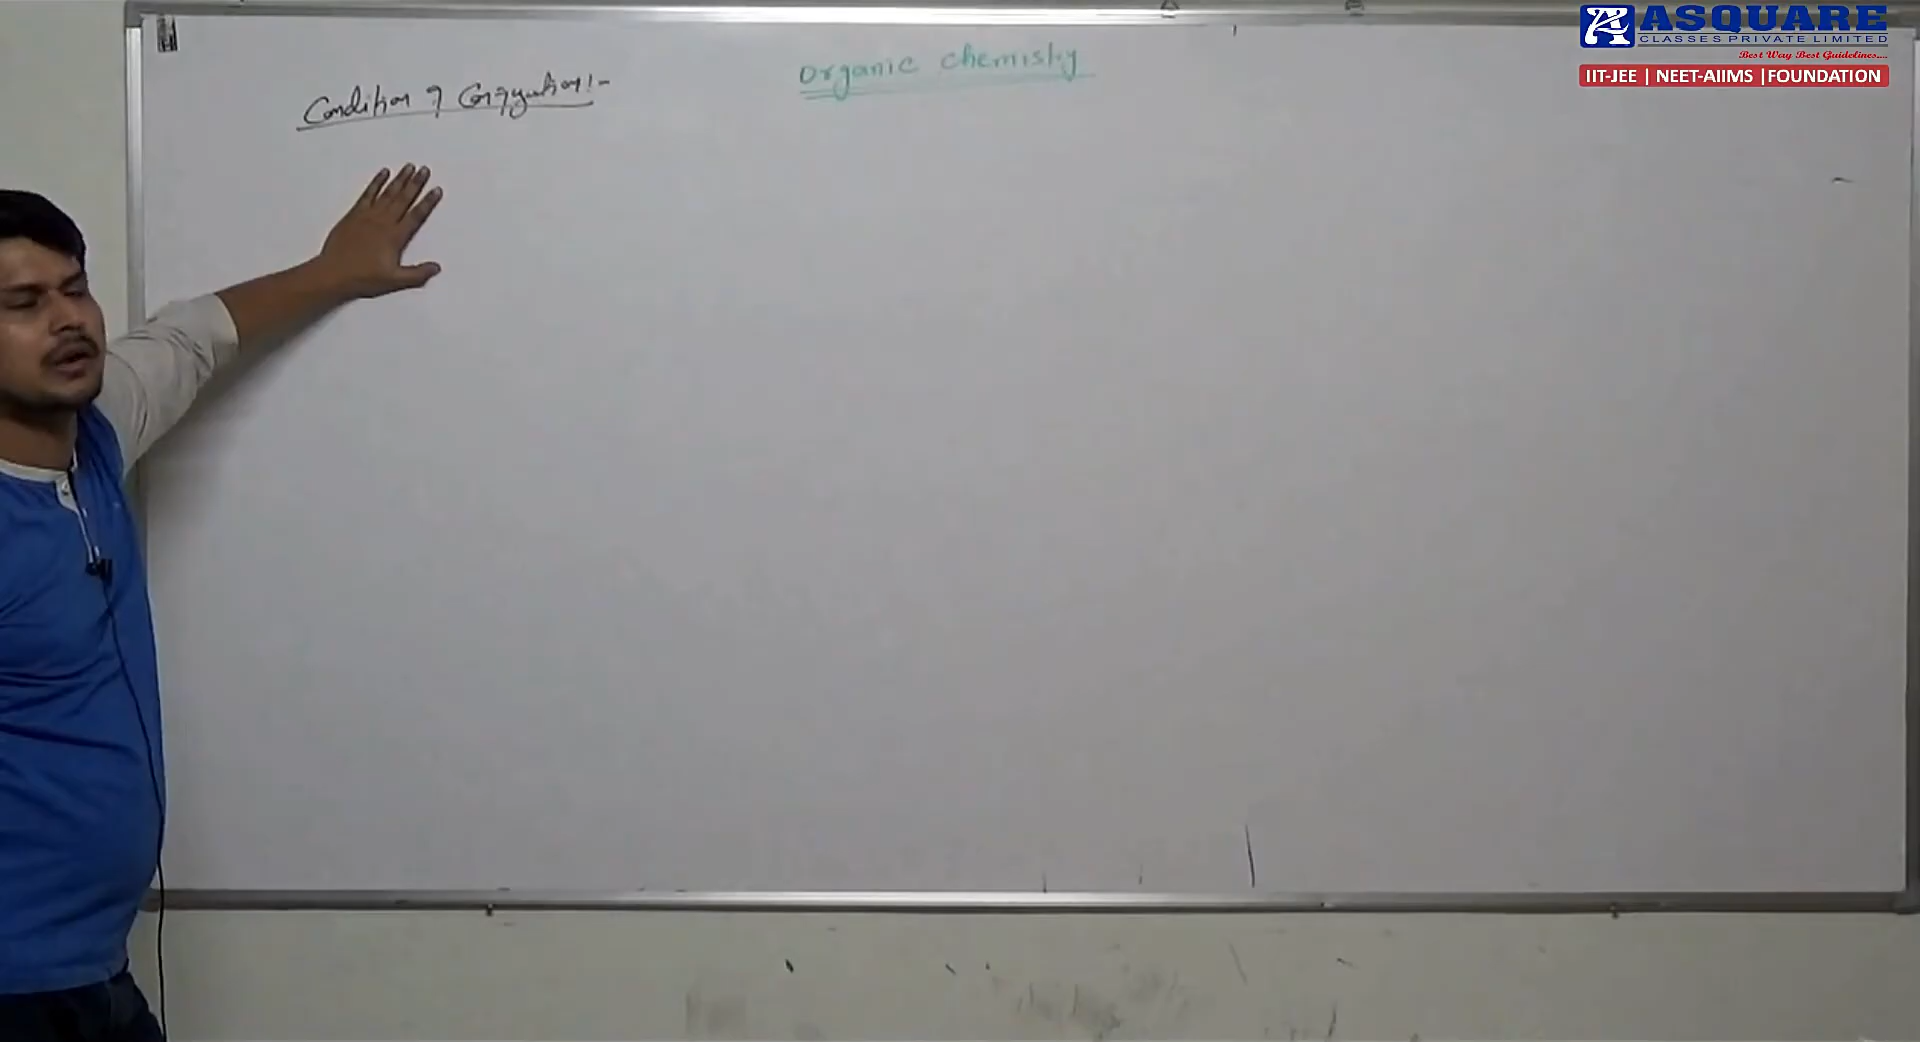 Organic chemistry
Condition of Conjugation:-
ASQUARE
CLASSES PRIVATE LIMITED
Best Way Best Guidelines....
IIT-JEE | NEET-AIIMS |FOUNDATION